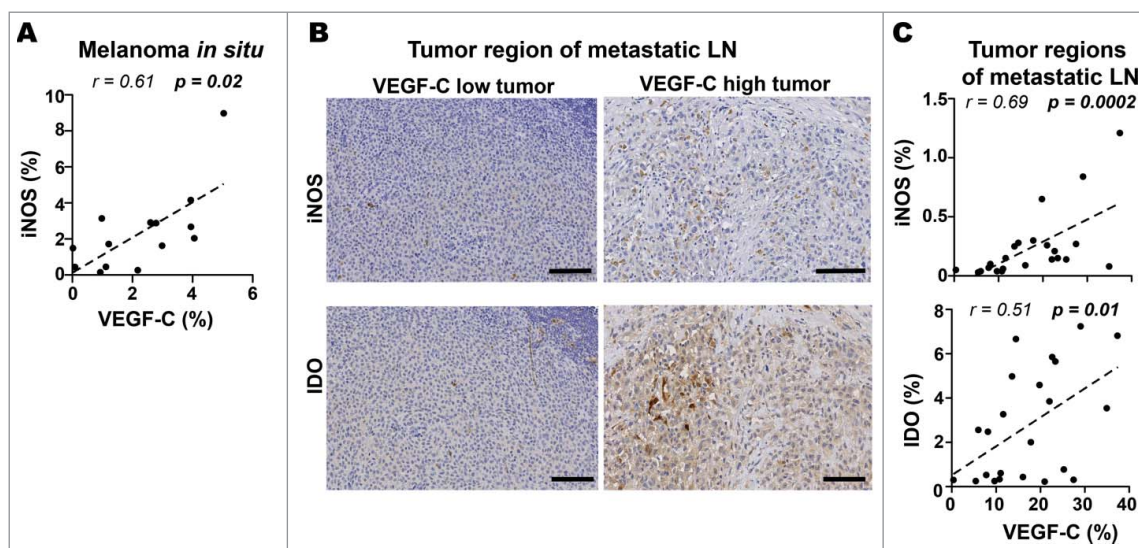 A
Melanoma in situ
r = 0.61 p = 0.02
10
8
6
4
2
0
iNOS (%)
0 2 4 6
VEGF-C (%)
B
Tumor region of metastatic LN
VEGF-C low tumor VEGF-C high tumor
iNOS
IDO
C
Tumor regions
of metastatic LN
r = 0.69 p = 0.0002
1.5
1.0
0.5
0
iNOS (%)
r = 0.51 p = 0.01
8
6
4
2
0
IDO (%)
0 10 20 30 40
VEGF-C (%)